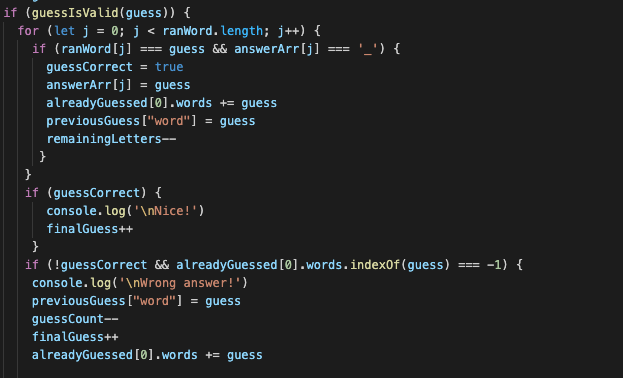 if (guessIsValid(guess)) {
for (let j = 0; j < ranWord.length; j++) {
if (ranWord[j] === guess && answerArr[j] === '_') {
guessCorrect = true
answerArr[j] = guess
alreadyGuessed[0].words += guess
previousGuess["word"] = guess
remainingLetters--
}
}
if (guessCorrect) {
console.log('\nNice!')
finalGuess++
}
if (!guessCorrect && alreadyGuessed[0].words.indexOf(guess) === -1) {
console.log('\nWrong answer!')
previousGuess["word"] = guess
guessCount--
finalGuess++
alreadyGuessed[0].words += guess